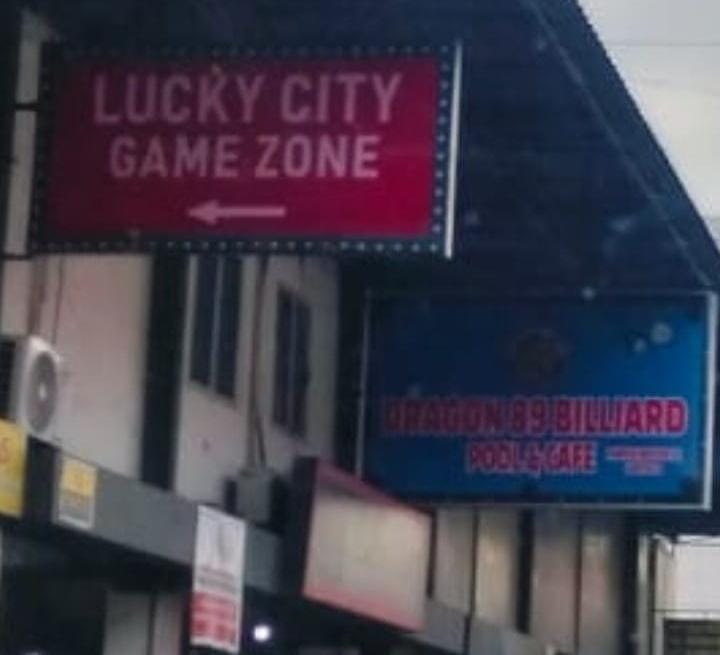 LUCKY CITY
GAME ZONE
DRAGON 89 BILLIARD
POOL & CAFE